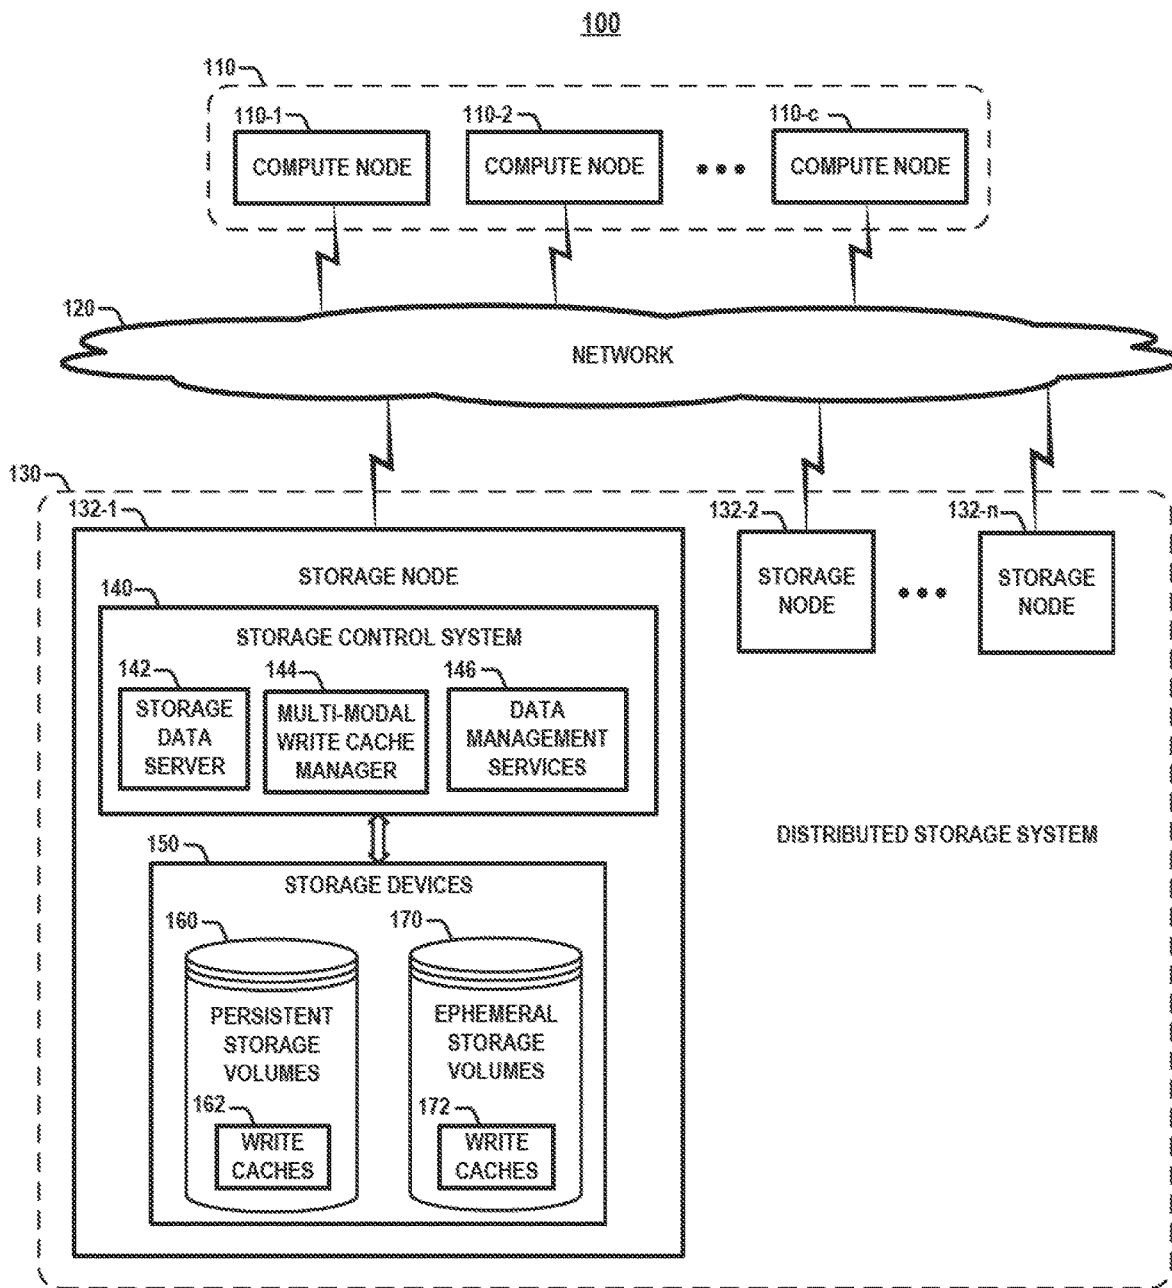 100
110
110-1
110-2
110-c
COMPUTE NODE
COMPUTE NODE
COMPUTE NODE
120
NETWORK
130
132-1
132-2
132-n
STORAGE NODE
STORAGE
NODE
STORAGE
NODE
140
STORAGE CONTROL SYSTEM
142
STORAGE
DATA
SERVER
144
MULTI-MODAL
WRITE CACHE
MANAGER
146
DATA
MANAGEMENT
SERVICES
DISTRIBUTED STORAGE SYSTEM
150
STORAGE DEVICES
160
PERSISTENT
STORAGE
VOLUMES
162
WRITE
CACHES
170
EPHEMERAL
STORAGE
VOLUMES
172
WRITE
CACHES